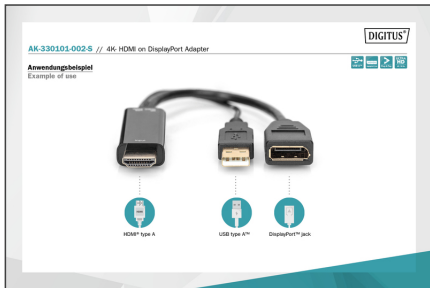 DIGITUS®
AK-330101-002-S // 4K- HDMI on DisplayPort Adapter
Anwendungsbeispiel
Example of use
HDMI® type A
USB type A™
DisplayPort™ jack